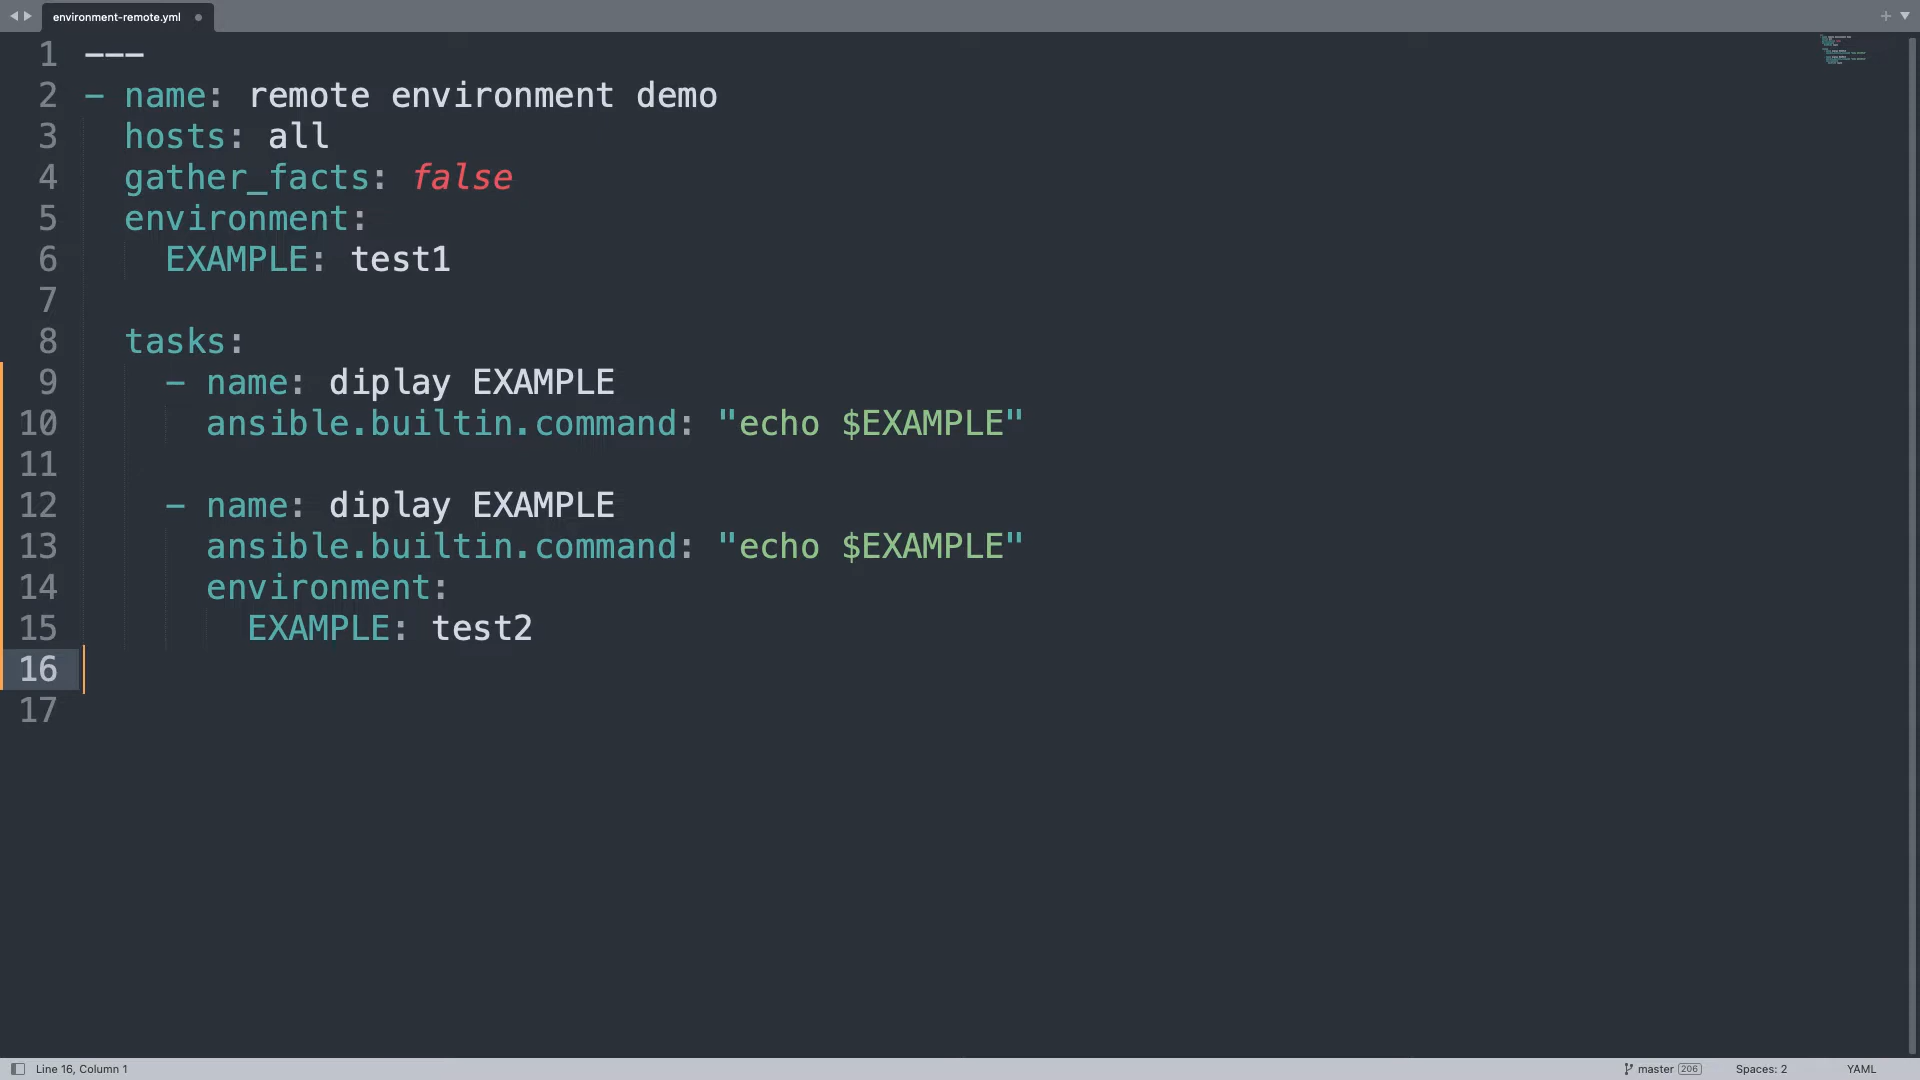 environment-remote.yml
1 ---
2 - name: remote environment demo
3 hosts: all
4 gather_facts: false
5 environment:
6 EXAMPLE: test1
7
8 tasks:
9 - name: diplay EXAMPLE
10 ansible.builtin.command: "echo $EXAMPLE"
11
12 - name: diplay EXAMPLE
13 ansible.builtin.command: "echo $EXAMPLE"
14 environment:
15 EXAMPLE: test2
16
17
Line 16, Column 1 master 206 Spaces: 2 YAML